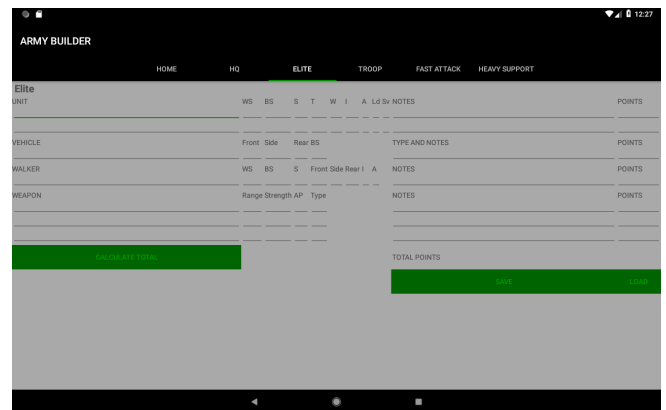 12:27
ARMY BUILDER
HOME HQ ELITE TROOP FAST ATTACK HEAVY SUPPORT
Elite
UNIT WS BS S T W I A Ld Sv NOTES POINTS
VEHICLE Front Side Rear BS TYPE AND NOTES POINTS
WALKER WS BS S Front Side Rear I A NOTES POINTS
WEAPON Range Strength AP Type NOTES POINTS
CALCULATE TOTAL TOTAL POINTS
SAVE LOAD